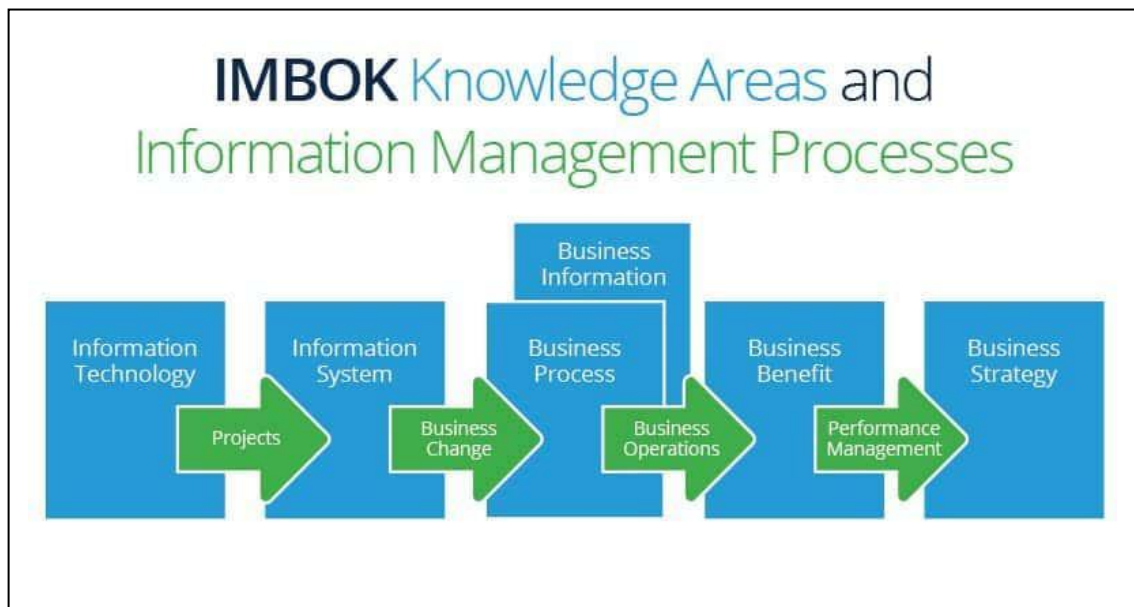 IMBOK Knowledge Areas and
Information Management Processes
Business
Information
Information
Technology
Information
System
Business
Process
Business
Benefit
Business
Strategy
Projects
Business
Change
Business
Operations
Performance
Management